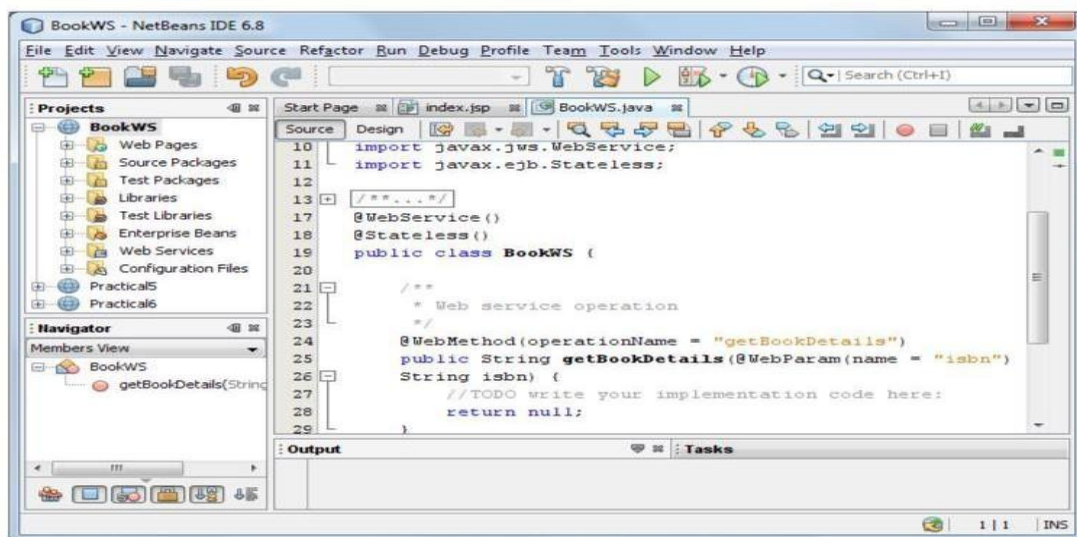 BookWS - NetBeans IDE 6.8
File Edit View Navigate Source Refactor Run Debug Profile Team Tools Window Help
Search (Ctrl+I)
Projects
BookWS
Web Pages
Source Packages
Test Packages
Libraries
Test Libraries
Enterprise Beans
Web Services
Configuration Files
Practical5
Practical6
Navigator
Members View
BookWS
getBookDetails(String
Start Page index.jsp BookWS.java
Source Design
10 import javax.jws.WebService;
11 import javax.ejb.Stateless;
12
13 /**...*/
17 @WebService()
18 @Stateless()
19 public class BookWS {
20
21 /**
22 * Web service operation
23 */
24 @WebMethod(operationName = "getBookDetails")
25 public String getBookDetails(@WebParam(name = "isbn")
26 String isbn) {
27 //TODO write your implementation code here:
28 return null;
29 }
Output Tasks
1 | 1 INS